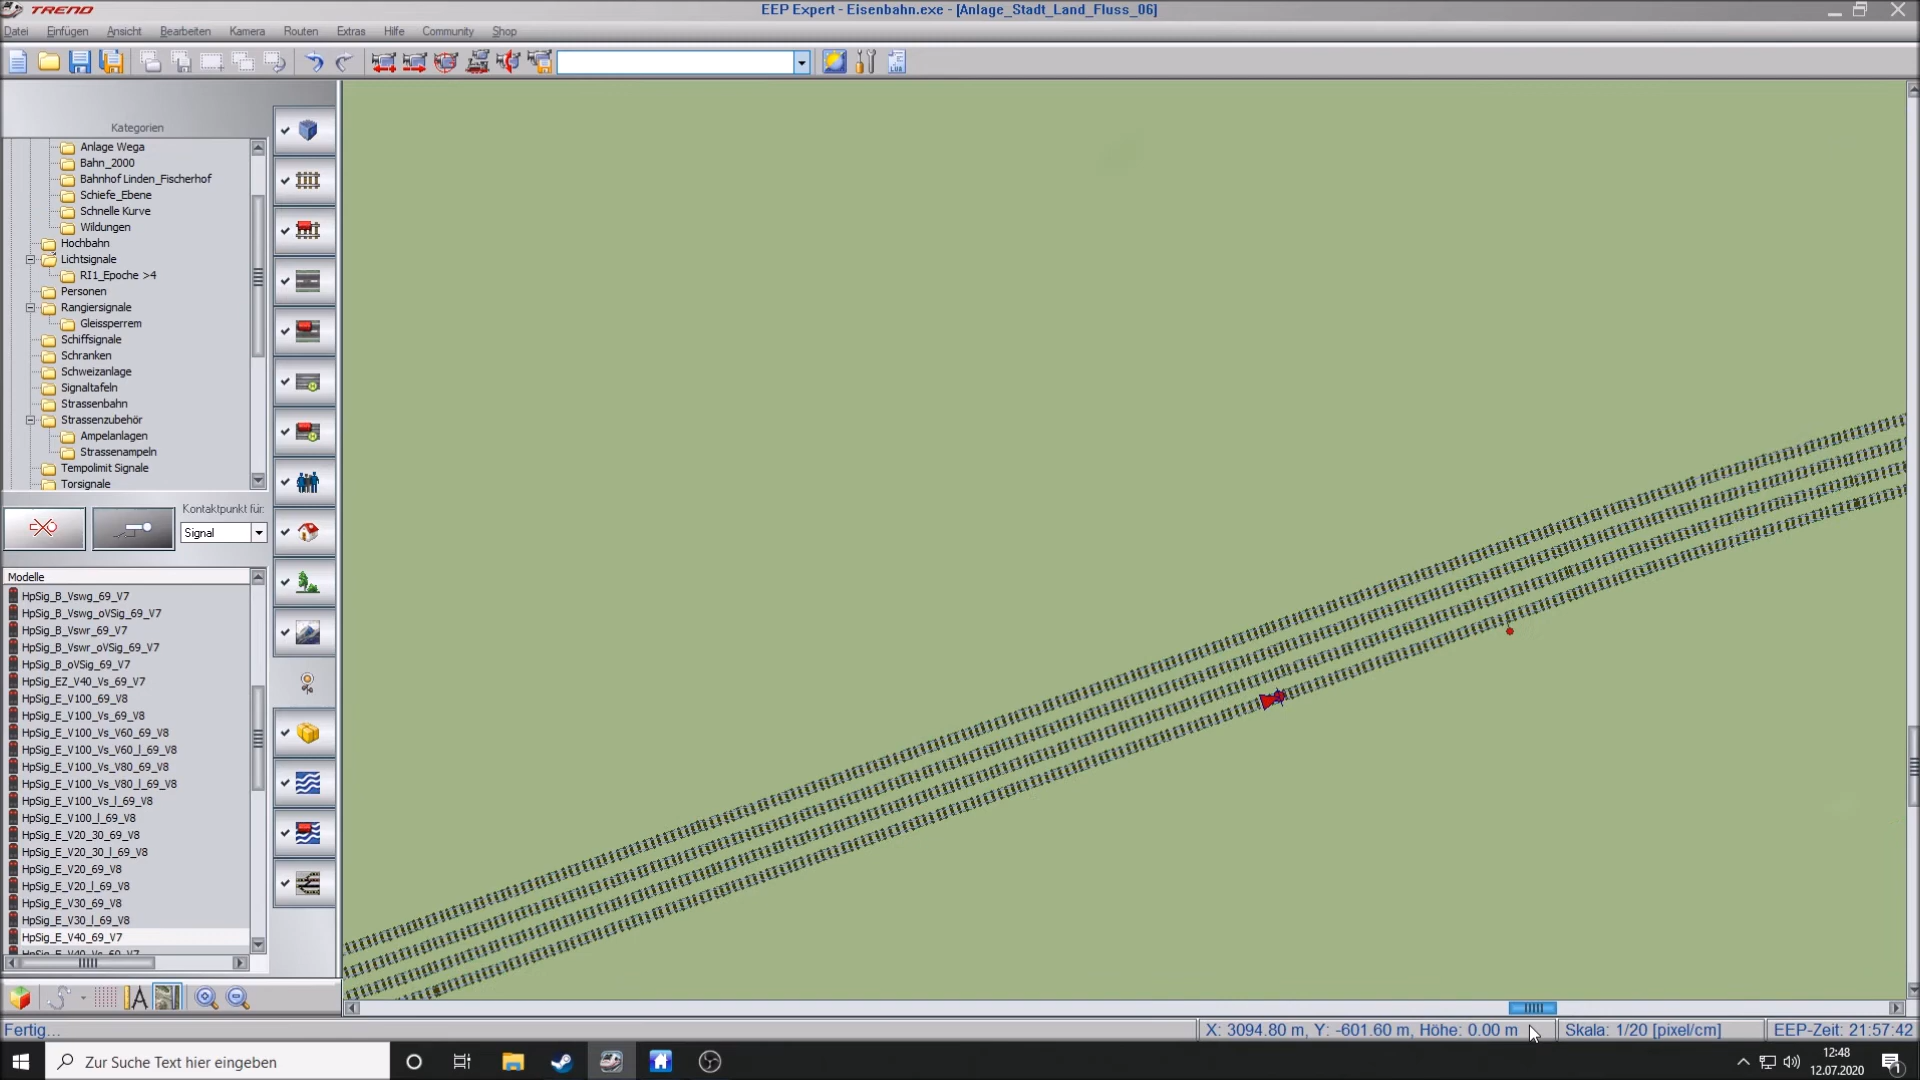 TREND
EEP Expert - Eisenbahn.exe - [Anlage_Stadt_Land_Fluss_06]
Datei Einfügen Ansicht Bearbeiten Kamera Routen Extras Hilfe Community Shop
LUA
Kategorien
Anlage Wega
Bahn_2000
Bahnhof Linden_Fischerhof
Schiefe_Ebene
Schnelle Kurve
Wildungen
Hochbahn
Lichtsignale
RI1_Epoche >4
Personen
Rangiersignale
Gleissperrem
Schiffsignale
Schranken
Schweizanlage
Signaltafeln
Strassenbahn
Strassenzubehör
Ampelanlagen
Strassenampeln
Tempolimit Signale
Torsignale
Kontaktpunkt für:
Signal
Modelle
HpSig_B_Vswg_69_V7
HpSig_B_Vswg_oVSig_69_V7
HpSig_B_Vswr_69_V7
HpSig_B_Vswr_oVSig_69_V7
HpSig_B_oVSig_69_V7
HpSig_EZ_V40_Vs_69_V7
HpSig_E_V100_69_V8
HpSig_E_V100_Vs_69_V8
HpSig_E_V100_Vs_V60_69_V8
HpSig_E_V100_Vs_V60_l_69_V8
HpSig_E_V100_Vs_V80_69_V8
HpSig_E_V100_Vs_V80_l_69_V8
HpSig_E_V100_Vs_l_69_V8
HpSig_E_V100_l_69_V8
HpSig_E_V20_30_69_V8
HpSig_E_V20_30_l_69_V8
HpSig_E_V20_69_V8
HpSig_E_V20_l_69_V8
HpSig_E_V30_69_V8
HpSig_E_V30_l_69_V8
HpSig_E_V40_69_V7
HpSig_E_V40_Vs_69_V7
Fertig...
X: 3094.80 m, Y: -601.60 m, Höhe: 0.00 m
Skala: 1/20 [pixel/cm]
EEP-Zeit: 21:57:42
Zur Suche Text hier eingeben
12:48
12.07.2020
1